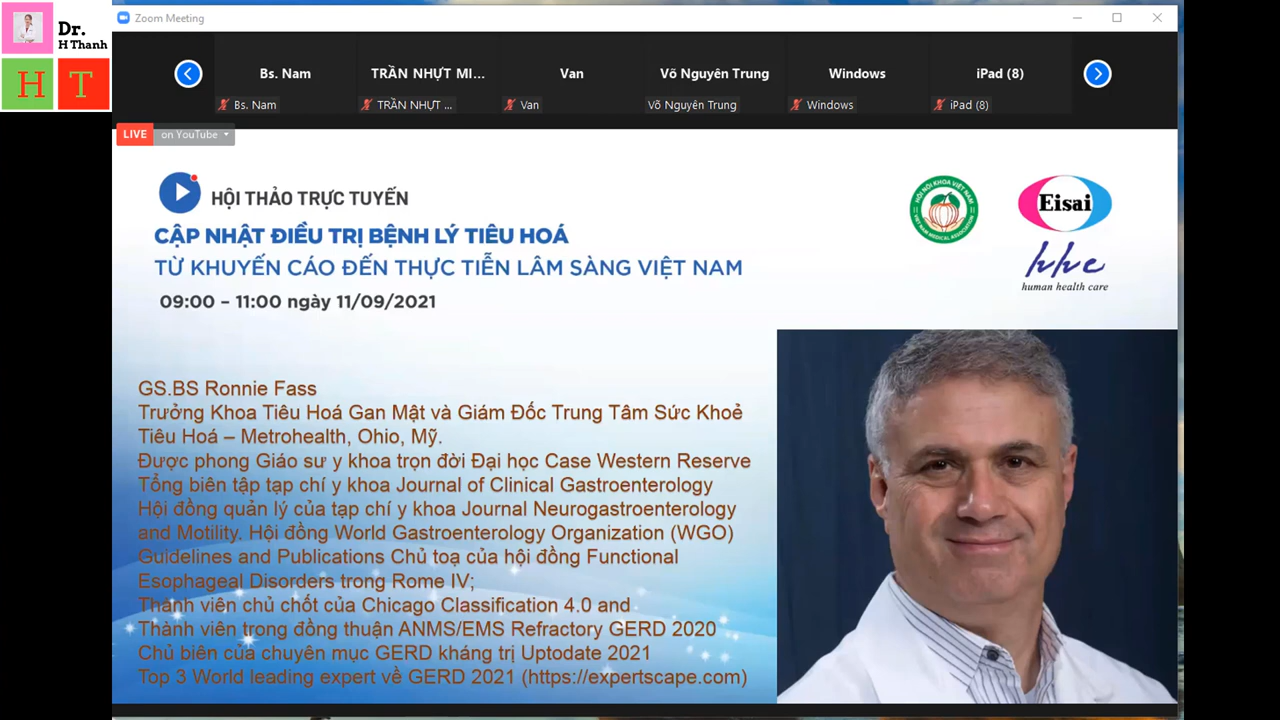 Dr.
H Thanh
H T
Zoom Meeting
Bs. Nam
TRẦN NHỰT MI...
Van
Võ Nguyên Trung
Windows
iPad (8)
Bs. Nam
TRẦN NHỰT ...
Van
Võ Nguyên Trung
Windows
iPad (8)
LIVE on YouTube
HỘI THẢO TRỰC TUYẾN
CẬP NHẬT ĐIỀU TRỊ BỆNH LÝ TIÊU HOÁ
TỪ KHUYẾN CÁO ĐẾN THỰC TIỄN LÂM SÀNG VIỆT NAM
09:00 – 11:00 ngày 11/09/2021
HỘI NỘI KHOA VIỆT NAM
VIETNAM MEDICAL ASSOCIATION
Eisai
hhc
human health care
GS.BS Ronnie Fass
Trưởng Khoa Tiêu Hoá Gan Mật và Giám Đốc Trung Tâm Sức Khoẻ
Tiêu Hoá – Metrohealth, Ohio, Mỹ.
Được phong Giáo sư y khoa trọn đời Đại học Case Western Reserve
Tổng biên tập tạp chí y khoa Journal of Clinical Gastroenterology
Hội đồng quản lý của tạp chí y khoa Journal Neurogastroenterology
and Motility. Hội đồng World Gastroenterology Organization (WGO)
Guidelines and Publications Chủ toạ của hội đồng Functional
Esophageal Disorders trong Rome IV;
Thành viên chủ chốt của Chicago Classification 4.0 and
Thành viên trong đồng thuận ANMS/EMS Refractory GERD 2020
Chủ biên của chuyên mục GERD kháng trị Uptodate 2021
Top 3 World leading expert về GERD 2021 (https://expertscape.com)